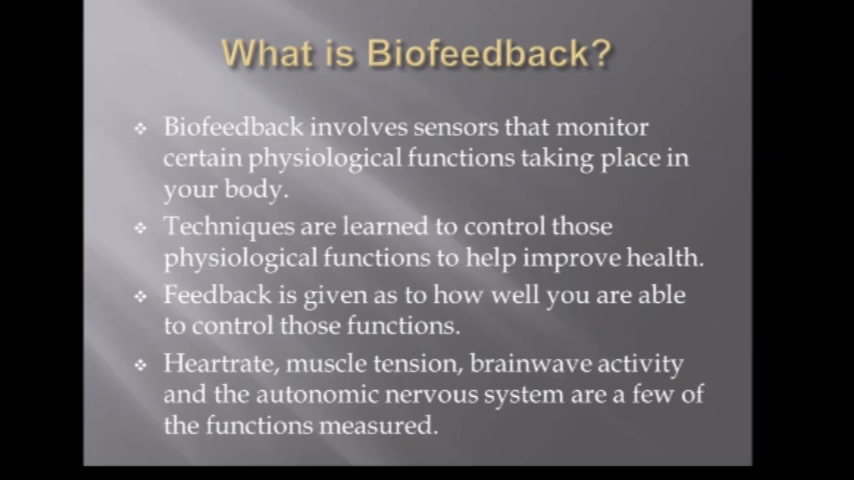 What is Biofeedback?
❖ Biofeedback involves sensors that monitor
certain physiological functions taking place in
your body.
❖ Techniques are learned to control those
physiological functions to help improve health.
❖ Feedback is given as to how well you are able
to control those functions.
❖ Heartrate, muscle tension, brainwave activity
and the autonomic nervous system are a few of
the functions measured.